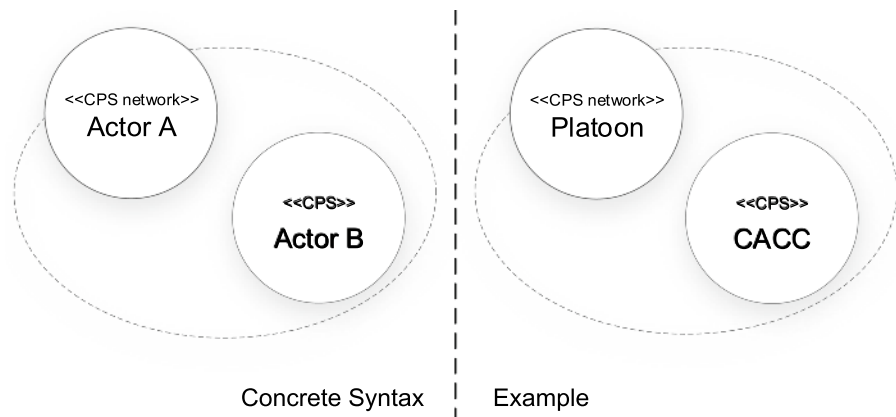 <<CPS network>>
Actor A
<<CPS>>
Actor B
Concrete Syntax
<<CPS network>>
Platoon
<<CPS>>
CACC
Example